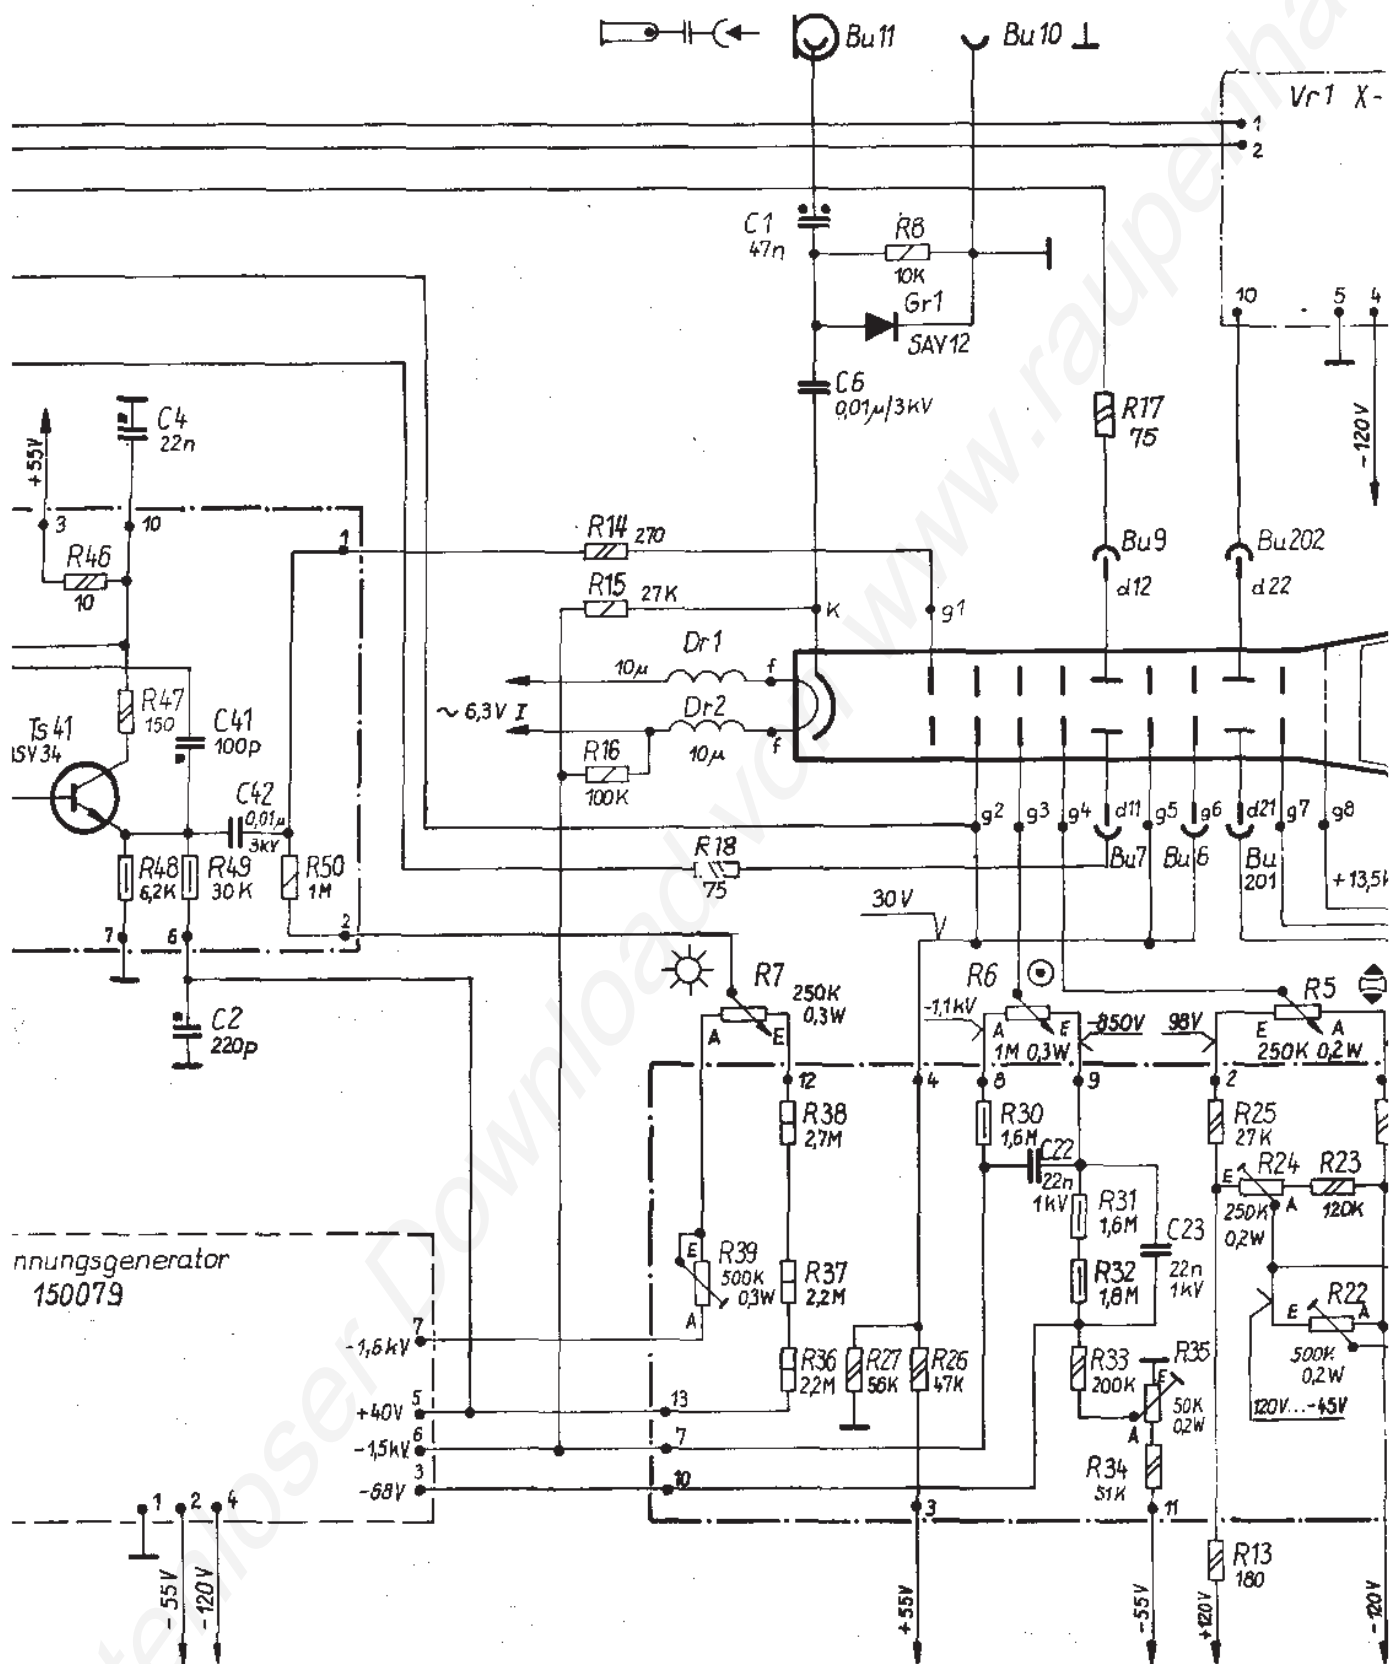 Bu11
Bu10
Vr1 X-
1
2
C1
47n
R8
10K
Gr1
SAY12
10
5
4
C6
0,01µ/3kV
R17
75
-120V
C4
22n
+55V
3
10
1
R14 270
Bu9
Bu202
R46
10
R15 27K
d12
d22
k
g1
Dr1
10µ
f
~ 6,3V I
Dr2
10µ
f
R47
150
C41
100p
Ts41
SY34
R16
100K
C42
0,01µ
3kV
g2
g3
g4
d11
g5
g6
d21
g7
g8
Bu7
Bu6
Bu
201
R48
6,2K
R49
30K
R50
1M
R18
75
+13,5k
30V
7
6
2
R7
250K
0,3W
R6
R5
-1,1kV
-850V
98V
A
E
A
E
1M 0,3W
E
A
250K 0,2W
C2
220p
12
4
8
9
2
R38
2,7M
R30
1,6M
C22
22n
1kV
R25
27K
R24
E
A
250K
0,2W
R23
120K
R31
1,6M
C23
22n
1kV
R32
1,8M
nnungsgenerator
150079
R39
500K
0,3W
E
A
R37
2,2M
R22
E
A
500K
0,2W
7
-1,6kV
R36
2,2M
R27
56K
R26
47K
R33
200K
R35
E
50K
0,2W
A
120V...-45V
5
+40V
13
6
-1,5kV
7
3
-68V
10
R34
51K
1
2
4
3
11
R13
180
-55V
-120V
+55V
-55V
+120V
-120V
Download von www.raupenha
tenloser